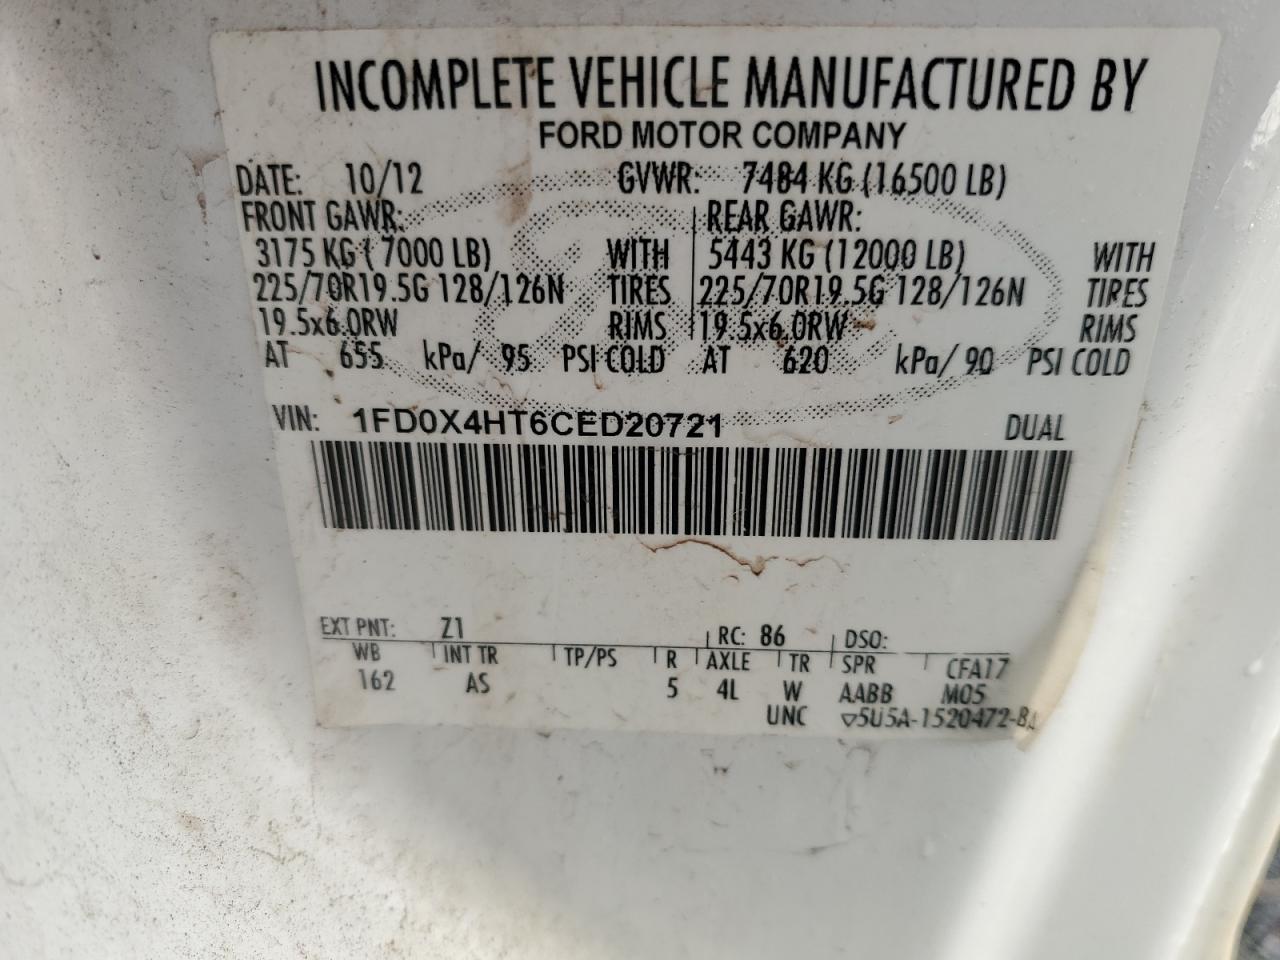 INCOMPLETE VEHICLE MANUFACTURED BY
FORD MOTOR COMPANY
DATE: 10/12 GVWR: 7484 KG (16500 LB)
FRONT GAWR: REAR GAWR:
3175 KG ( 7000 LB) WITH 5443 KG (12000 LB) WITH
225/70R19.5G 128/126N TIRES 225/70R19.5G 128/126N TIRES
19.5x6.0RW RIMS 19.5x6.0RW RIMS
AT 655 kPa/ 95 PSI COLD AT 620 kPa/ 90 PSI COLD
VIN: 1FD0X4HT6CED20721 DUAL
EXT PNT: Z1 RC: 86 DSO:
WB INT TR TP/PS R AXLE TR SPR CFA17
162 AS 5 4L W AABB M05
UNC ▽5U5A-1520472-B